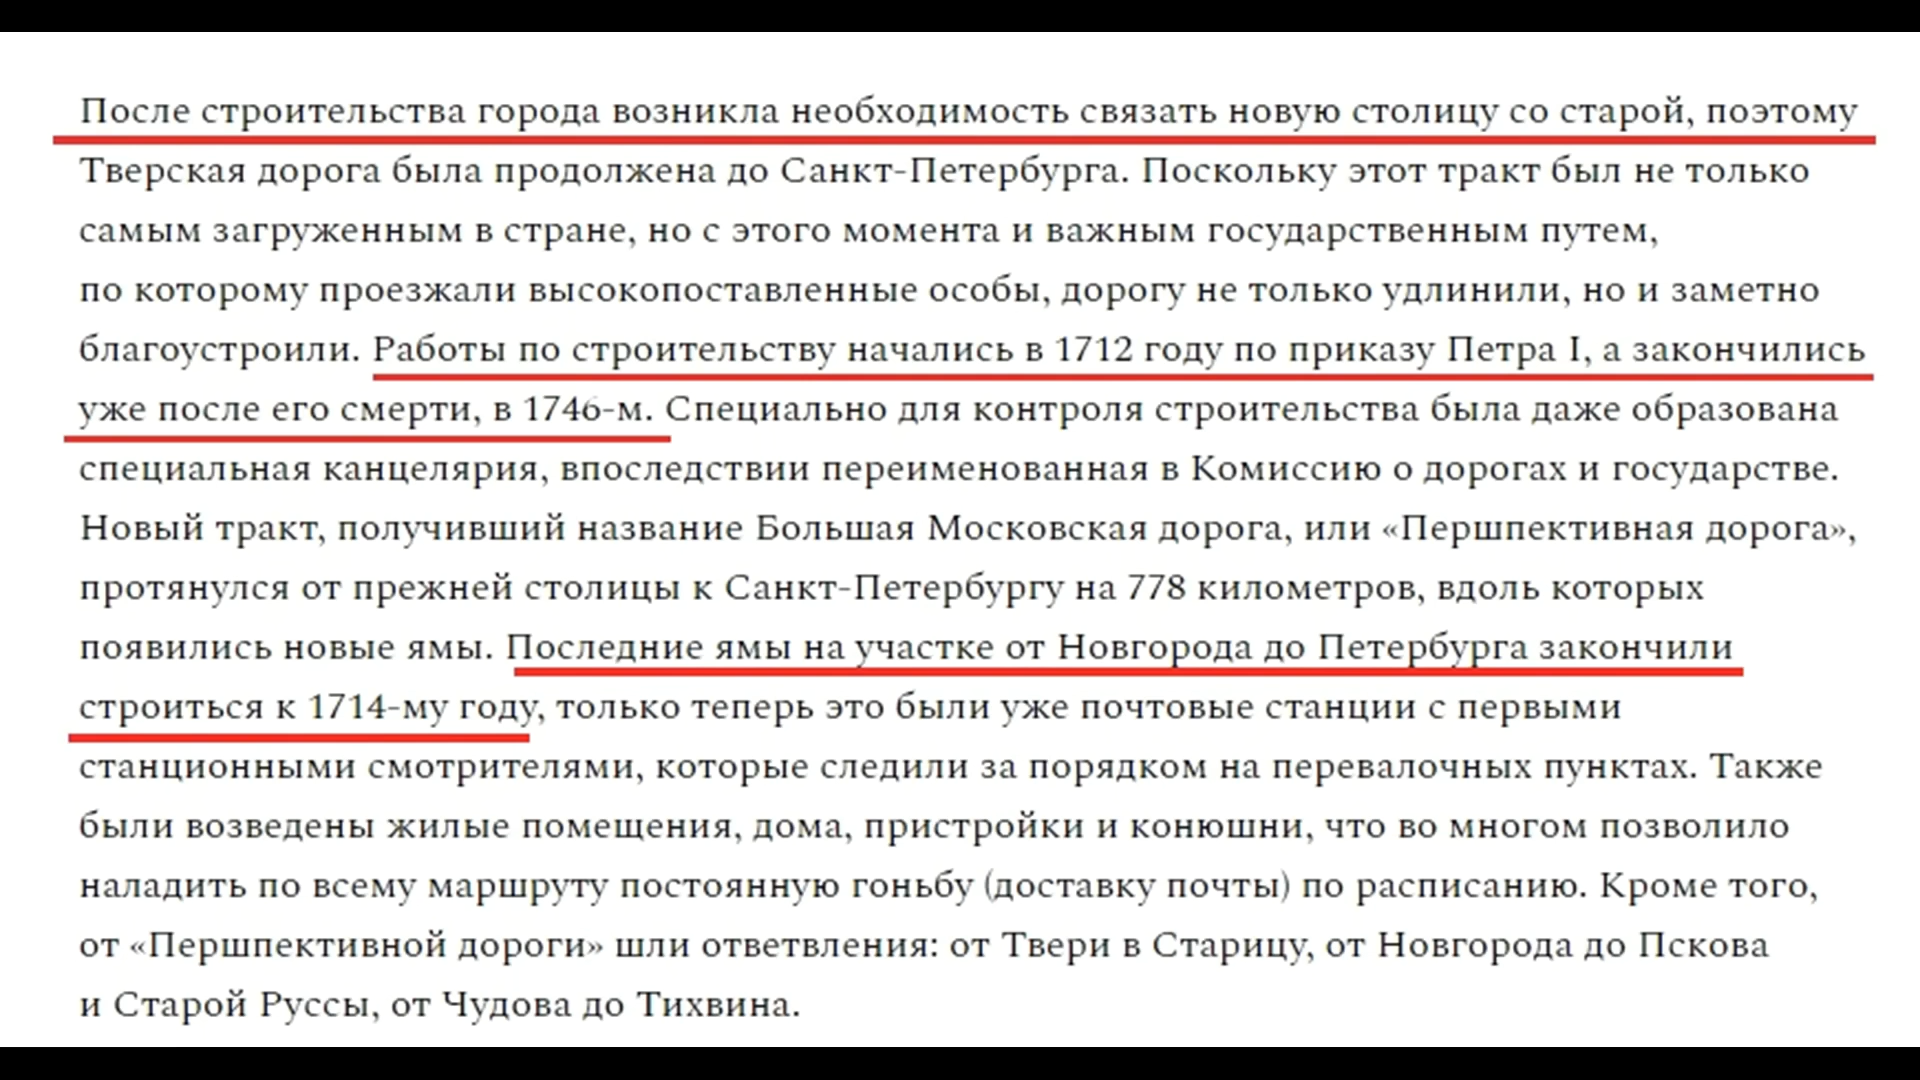 После строительства города возникла необходимость связать новую столицу со старой, поэтому
Тверская дорога была продолжена до Санкт-Петербурга. Поскольку этот тракт был не только
самым загруженным в стране, но с этого момента и важным государственным путем,
по которому проезжали высокопоставленные особы, дорогу не только удлинили, но и заметно
благоустроили. Работы по строительству начались в 1712 году по приказу Петра I, а закончились
уже после его смерти, в 1746-м. Специально для контроля строительства была даже образована
специальная канцелярия, впоследствии переименованная в Комиссию о дорогах и государстве.
Новый тракт, получивший название Большая Московская дорога, или «Першпективная дорога»,
протянулся от прежней столицы к Санкт-Петербургу на 778 километров, вдоль которых
появились новые ямы. Последние ямы на участке от Новгорода до Петербурга закончили
строиться к 1714-му году, только теперь это были уже почтовые станции с первыми
станционными смотрителями, которые следили за порядком на перевалочных пунктах. Также
были возведены жилые помещения, дома, пристройки и конюшни, что во многом позволило
наладить по всему маршруту постоянную гоньбу (доставку почты) по расписанию. Кроме того,
от «Першпективной дороги» шли ответвления: от Твери в Старицу, от Новгорода до Пскова
и Старой Руссы, от Чудова до Тихвина.